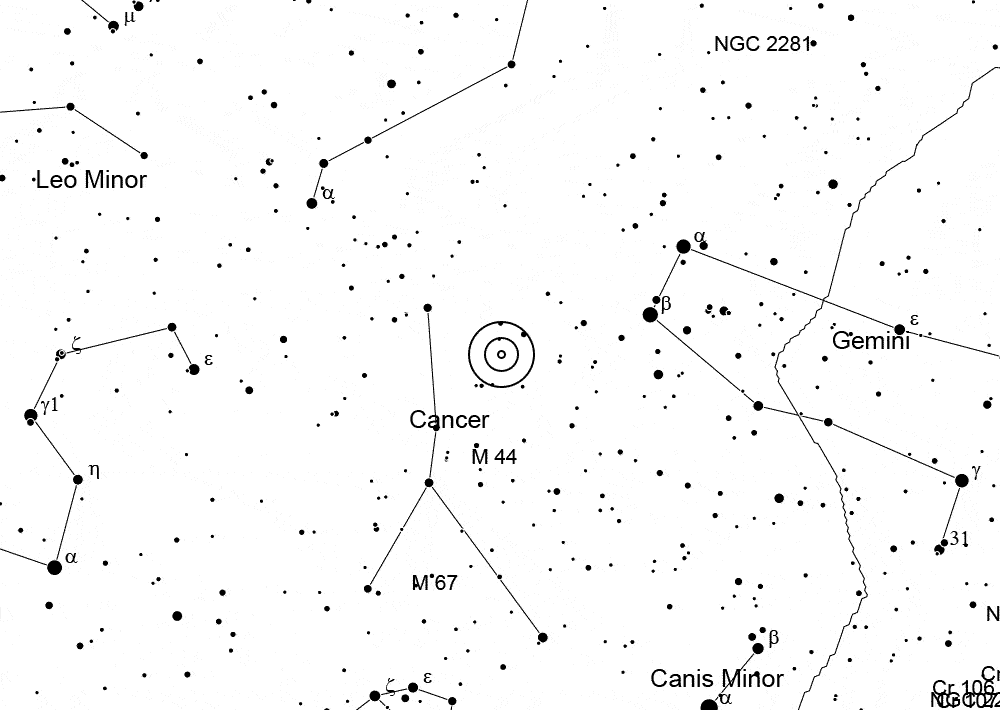 μ
NGC 2281
Leo Minor
α
α
β
ε
Gemini
ζ
ε
γ1
Cancer
M 44
η
γ
α
31
M 67
N
β
Canis Minor
α
ζ
ε
Cr 106